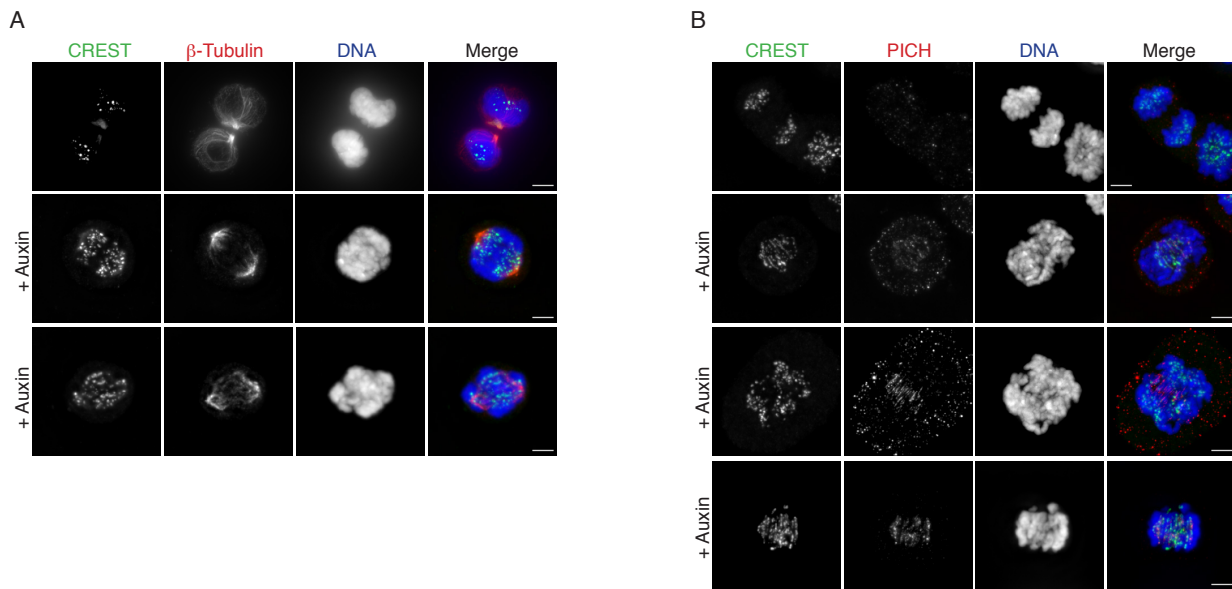 A
CREST β-Tubulin DNA Merge
+ Auxin
+ Auxin
B
CREST PICH DNA Merge
+ Auxin
+ Auxin
+ Auxin